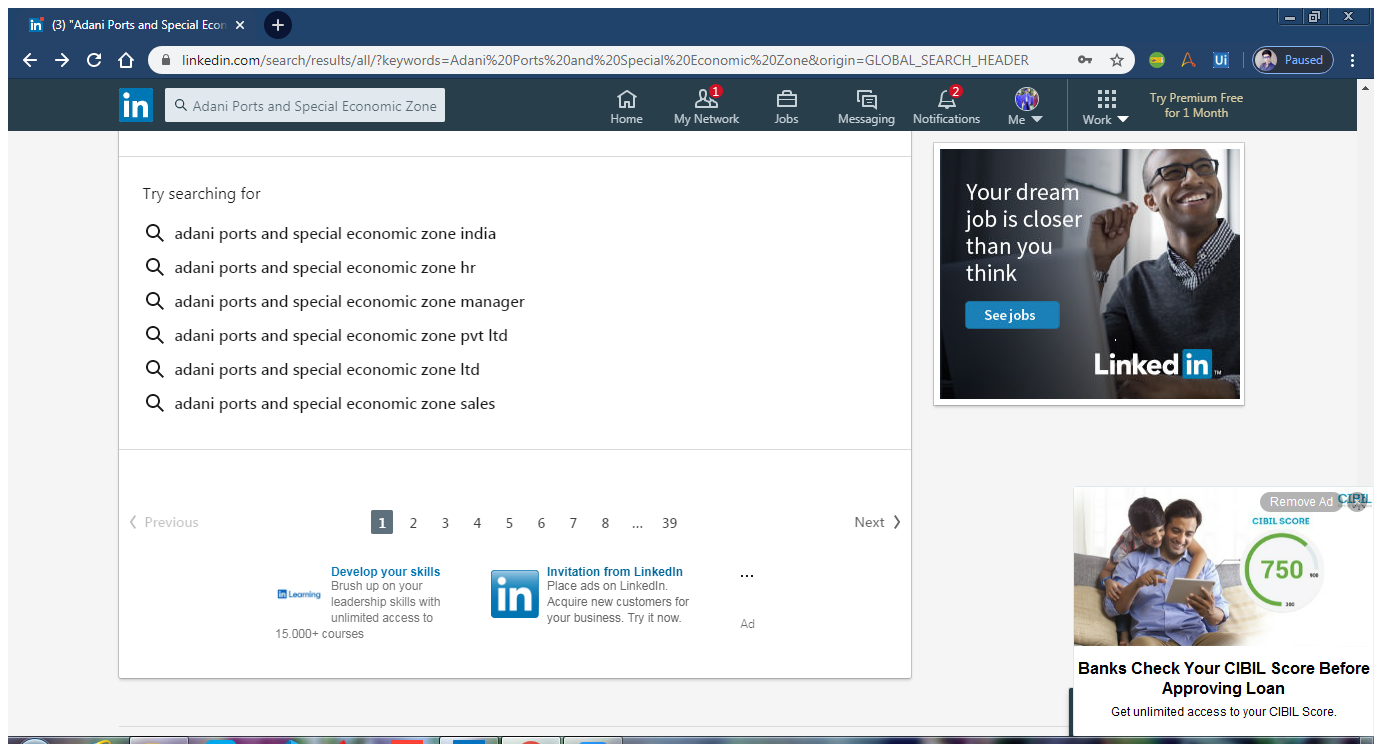 (3) "Adani Ports and Special Econ
linkedin.com/search/results/all/?keywords=Adani%20Ports%20and%20Special%20Economic%20Zone&origin=GLOBAL_SEARCH_HEADER
Ui
Paused
in
Adani Ports and Special Economic Zone
Home
1
My Network
Jobs
Messaging
2
Notifications
Me
Work
Try Premium Free
for 1 Month
Try searching for
adani ports and special economic zone india
adani ports and special economic zone hr
adani ports and special economic zone manager
adani ports and special economic zone pvt ltd
adani ports and special economic zone ltd
adani ports and special economic zone sales
Previous
1 2 3 4 5 6 7 8 ... 39
Next
in Learning
Develop your skills
Brush up on your
leadership skills with
unlimited access to
15.000+ courses
in
Invitation from LinkedIn
Place ads on LinkedIn.
Acquire new customers for
your business. Try it now.
...
Ad
Your dream
job is closer
than you
think
See jobs
Linked in TM
Remove Ad
CIBIL
CIBIL SCORE
750
900
300
Banks Check Your CIBIL Score Before
Approving Loan
Get unlimited access to your CIBIL Score.